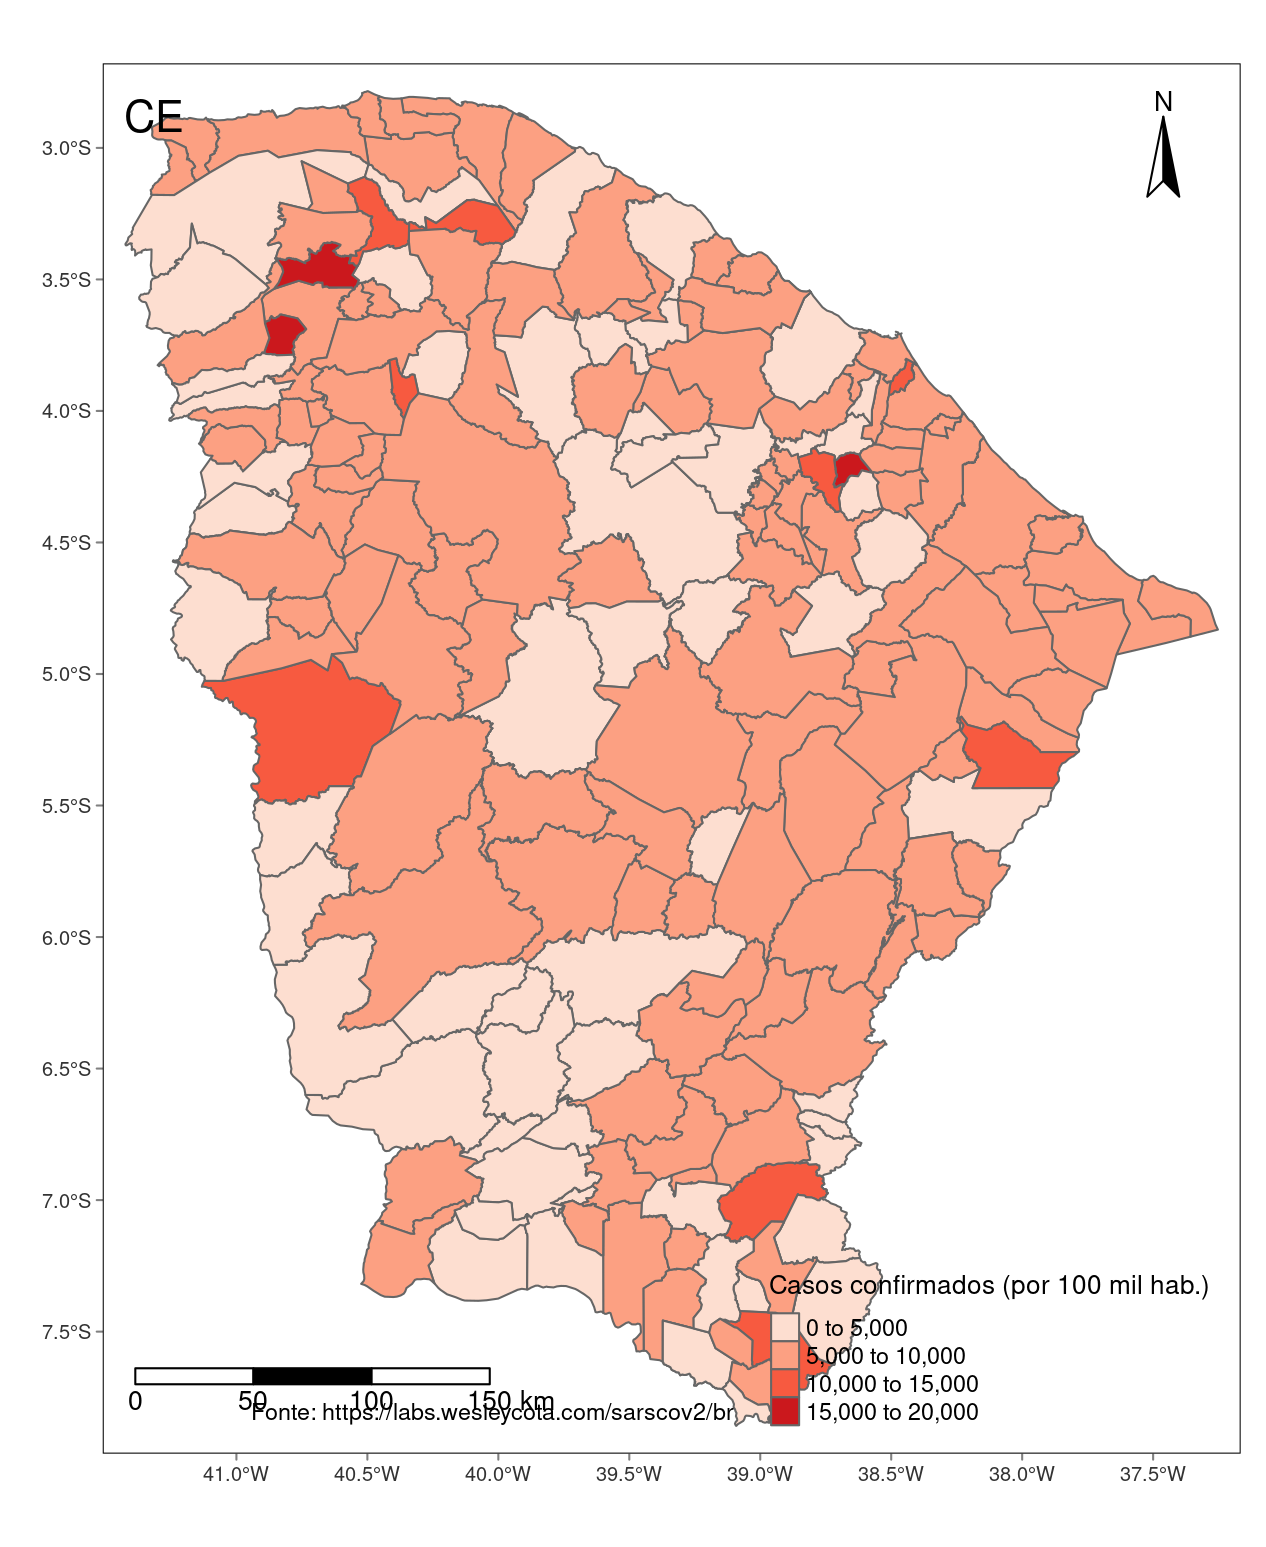 CE
N
3.0°S
3.5°S
4.0°S
4.5°S
5.0°S
5.5°S
6.0°S
6.5°S
7.0°S
7.5°S
Casos confirmados (por 100 mil hab.)
0 to 5,000
5,000 to 10,000
10,000 to 15,000
15,000 to 20,000
0 50 100 150 km
Fonte: https://labs.wesleycota.com/sarscov2/br
41.0°W 40.5°W 40.0°W 39.5°W 39.0°W 38.5°W 38.0°W 37.5°W